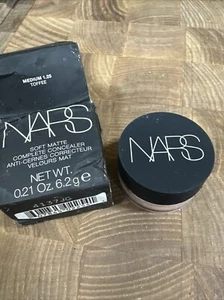 MEDIUM 1.25
TOFFEE
NARS
SOFT MATTE
COMPLETE CONCEALER
ANTI-CERNES CORRECTEUR
VELOURS MAT
NET WT.
0.21 Oz. 6.2g e
NARS